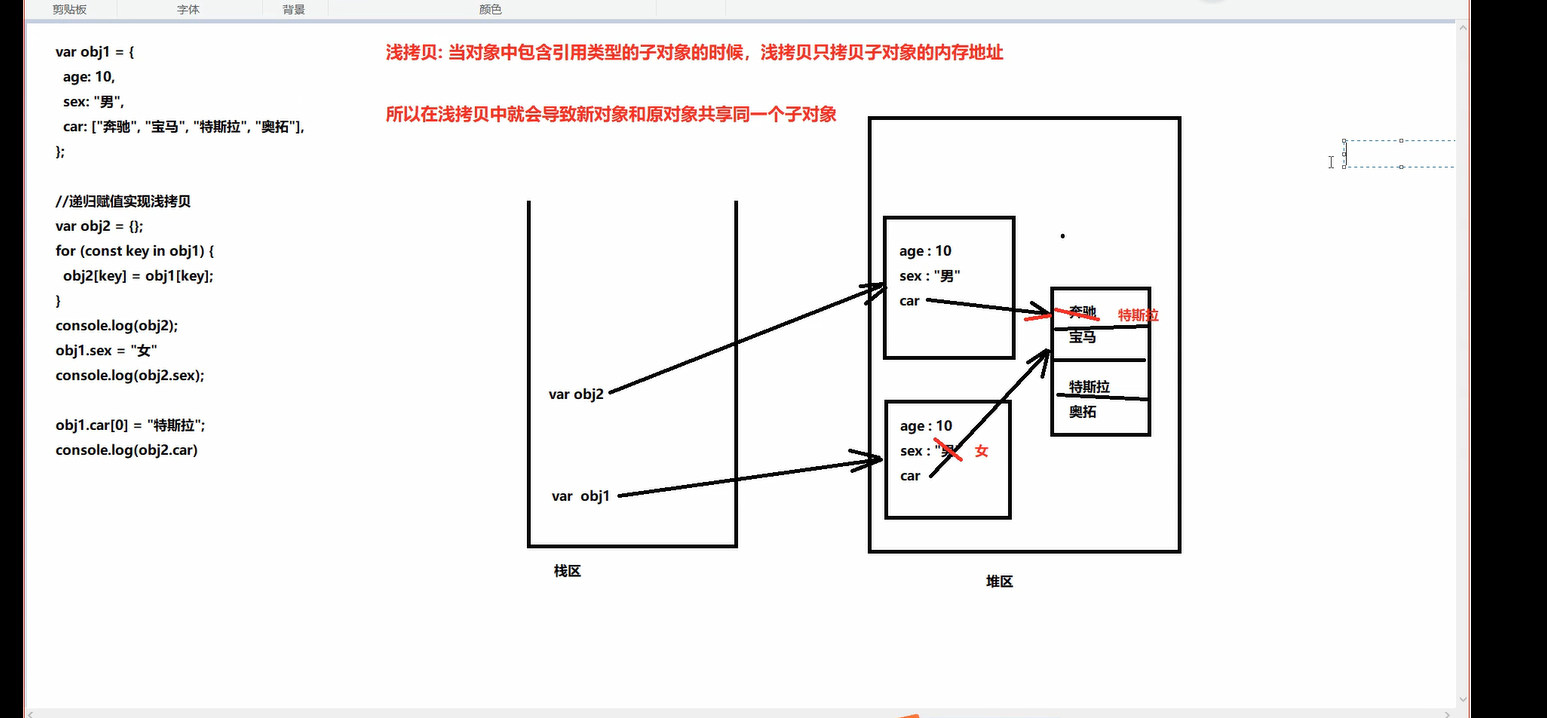 剪贴板 字体 背景 颜色
var obj1 = {
age: 10,
sex: "男",
car: ["奔驰", "宝马", "特斯拉", "奥拓"],
};
//递归赋值实现浅拷贝
var obj2 = {};
for (const key in obj1) {
obj2[key] = obj1[key];
}
console.log(obj2);
obj1.sex = "女"
console.log(obj2.sex);
obj1.car[0] = "特斯拉";
console.log(obj2.car)
浅拷贝: 当对象中包含引用类型的子对象的时候，浅拷贝只拷贝子对象的内存地址
所以在浅拷贝中就会导致新对象和原对象共享同一个子对象
var obj2
var obj1
栈区
age : 10
sex : "男"
car
age : 10
sex : "男" 女
car
奔驰 特斯拉
宝马
特斯拉
奥拓
堆区